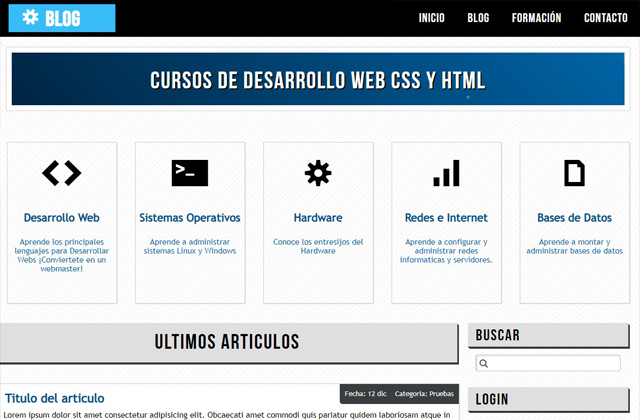 BLOG
INICIO BLOG FORMACIÓN CONTACTO
CURSOS DE DESARROLLO WEB CSS Y HTML
>_
Desarrollo Web
Aprende los principales
lenguajes para Desarrollar
Webs ¡Conviertete en un
webmaster!
Sistemas Operativos
Aprende a administrar
sistemas Linux y Windows
Hardware
Conoce los entresijos del
Hardware
Redes e Internet
Aprende a configurar y
administrar redes
informaticas y servidores.
Bases de Datos
Aprende a montar y
administrar bases de datos
ULTIMOS ARTICULOS
Titulo del articulo
Fecha: 12 dic Categoria: Pruebas
Lorem ipsum dolor sit amet consectetur adipisicing elit. Obcaecati amet commodi quis pariatur quidem laboriosam atque in
BUSCAR
LOGIN